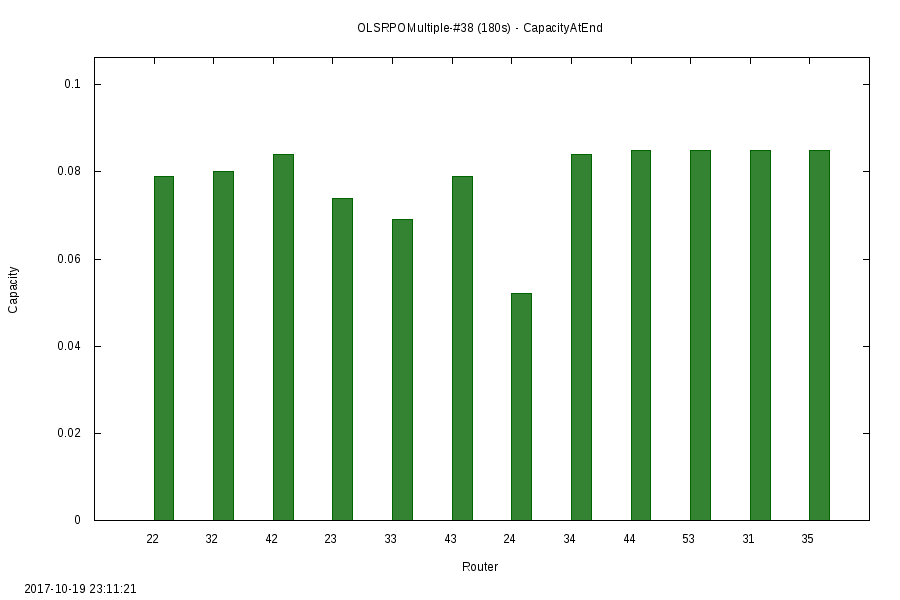 OLSRPOMultiple-#38 (180s) - CapacityAtEnd
0.1
0.08
0.06
0.04
0.02
0
Capacity
22 32 42 23 33 43 24 34 44 53 31 35
Router
2017-10-19 23:11:21